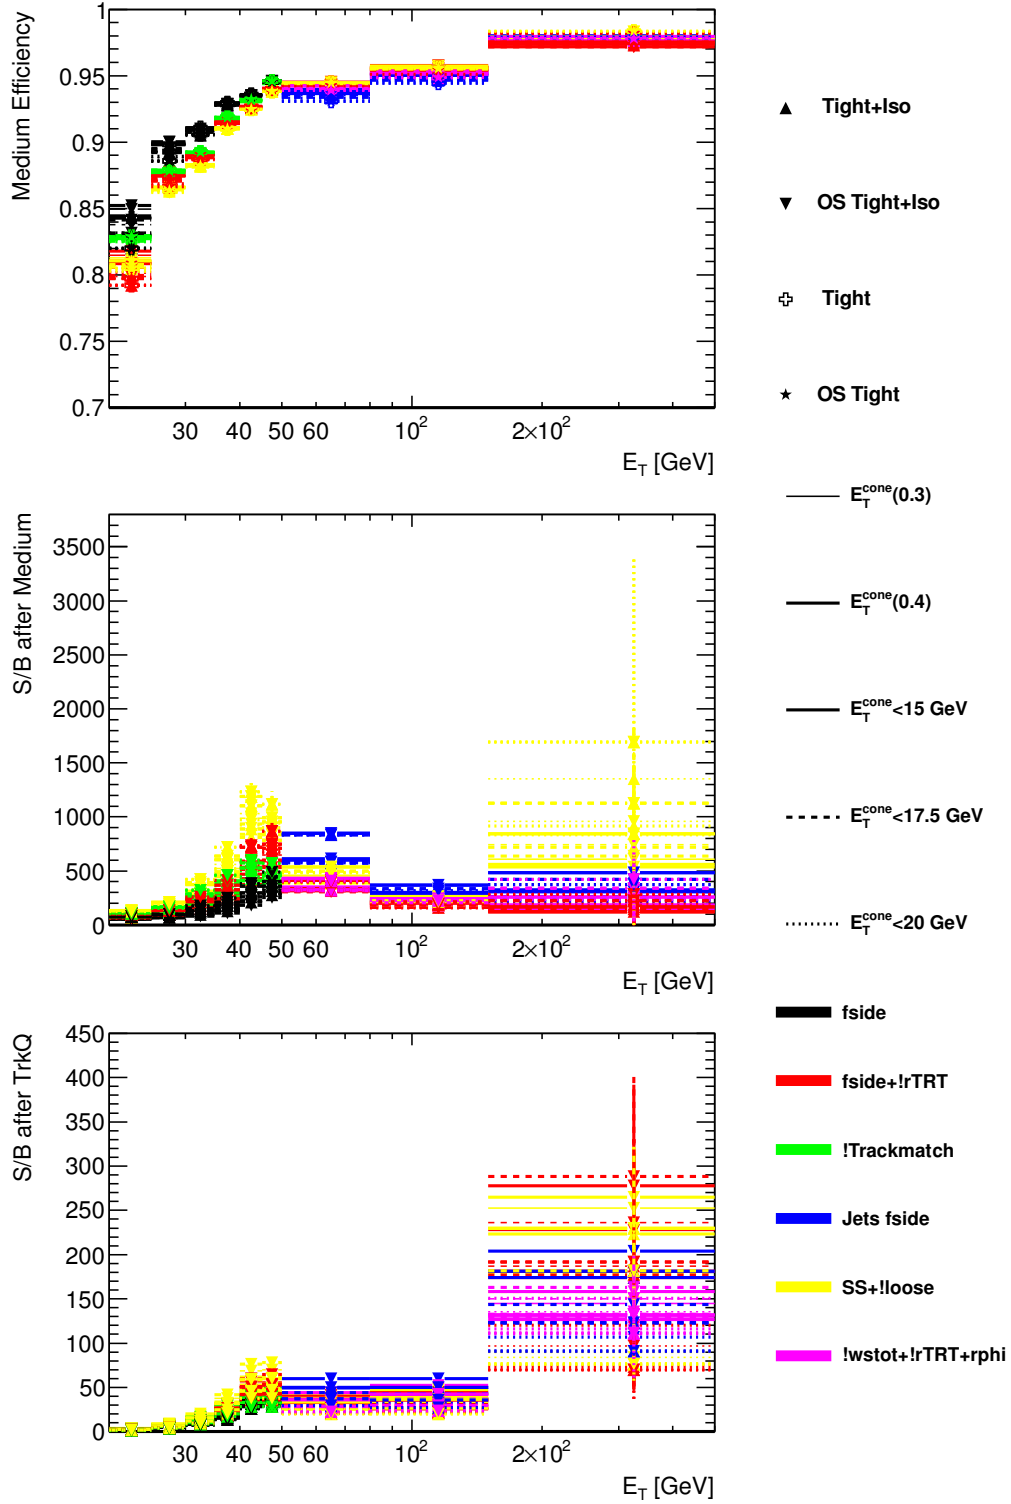 Medium Efficiency
1
0.95
0.9
0.85
0.8
0.75
0.7
30 40 50 60 10² 2×10²
E_T [GeV]
S/B after Medium
3500
3000
2500
2000
1500
1000
500
0
30 40 50 60 10² 2×10²
E_T [GeV]
S/B after TrkQ
450
400
350
300
250
200
150
100
50
0
30 40 50 60 10² 2×10²
E_T [GeV]
Tight+Iso
OS Tight+Iso
Tight
OS Tight
E_T^cone(0.3)
E_T^cone(0.4)
E_T^cone<15 GeV
E_T^cone<17.5 GeV
E_T^cone<20 GeV
fside
fside+!rTRT
!Trackmatch
Jets fside
SS+!loose
!wstot+!rTRT+rphi